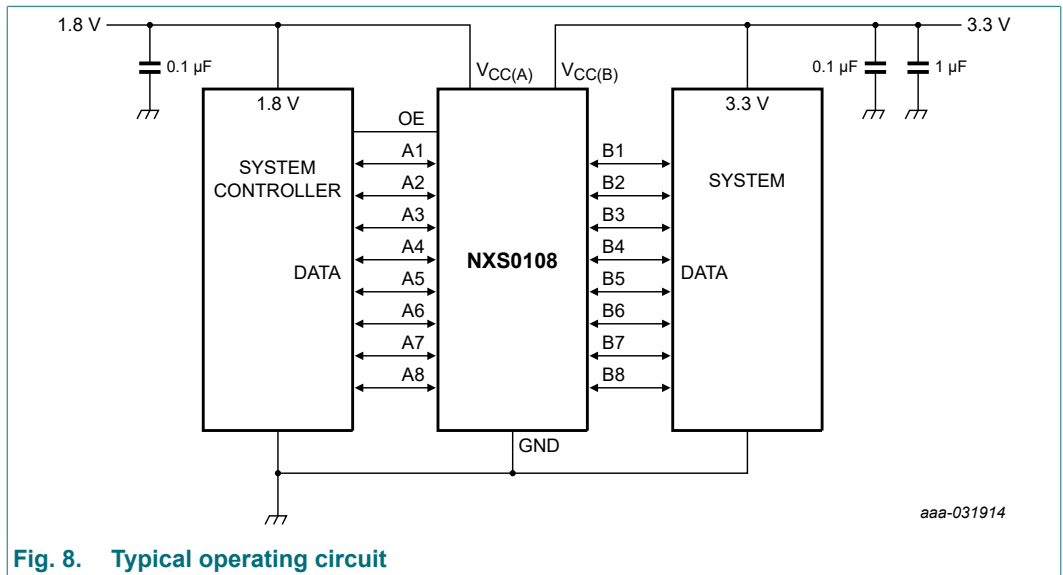 1.8 V
3.3 V
0.1 µF
VCC(A)
VCC(B)
0.1 µF
1 µF
1.8 V
3.3 V
OE
A1
B1
SYSTEM
CONTROLLER
SYSTEM
A2
B2
A3
B3
A4
B4
DATA
NXS0108
DATA
A5
B5
A6
B6
A7
B7
A8
B8
GND
aaa-031914
Fig. 8. Typical operating circuit